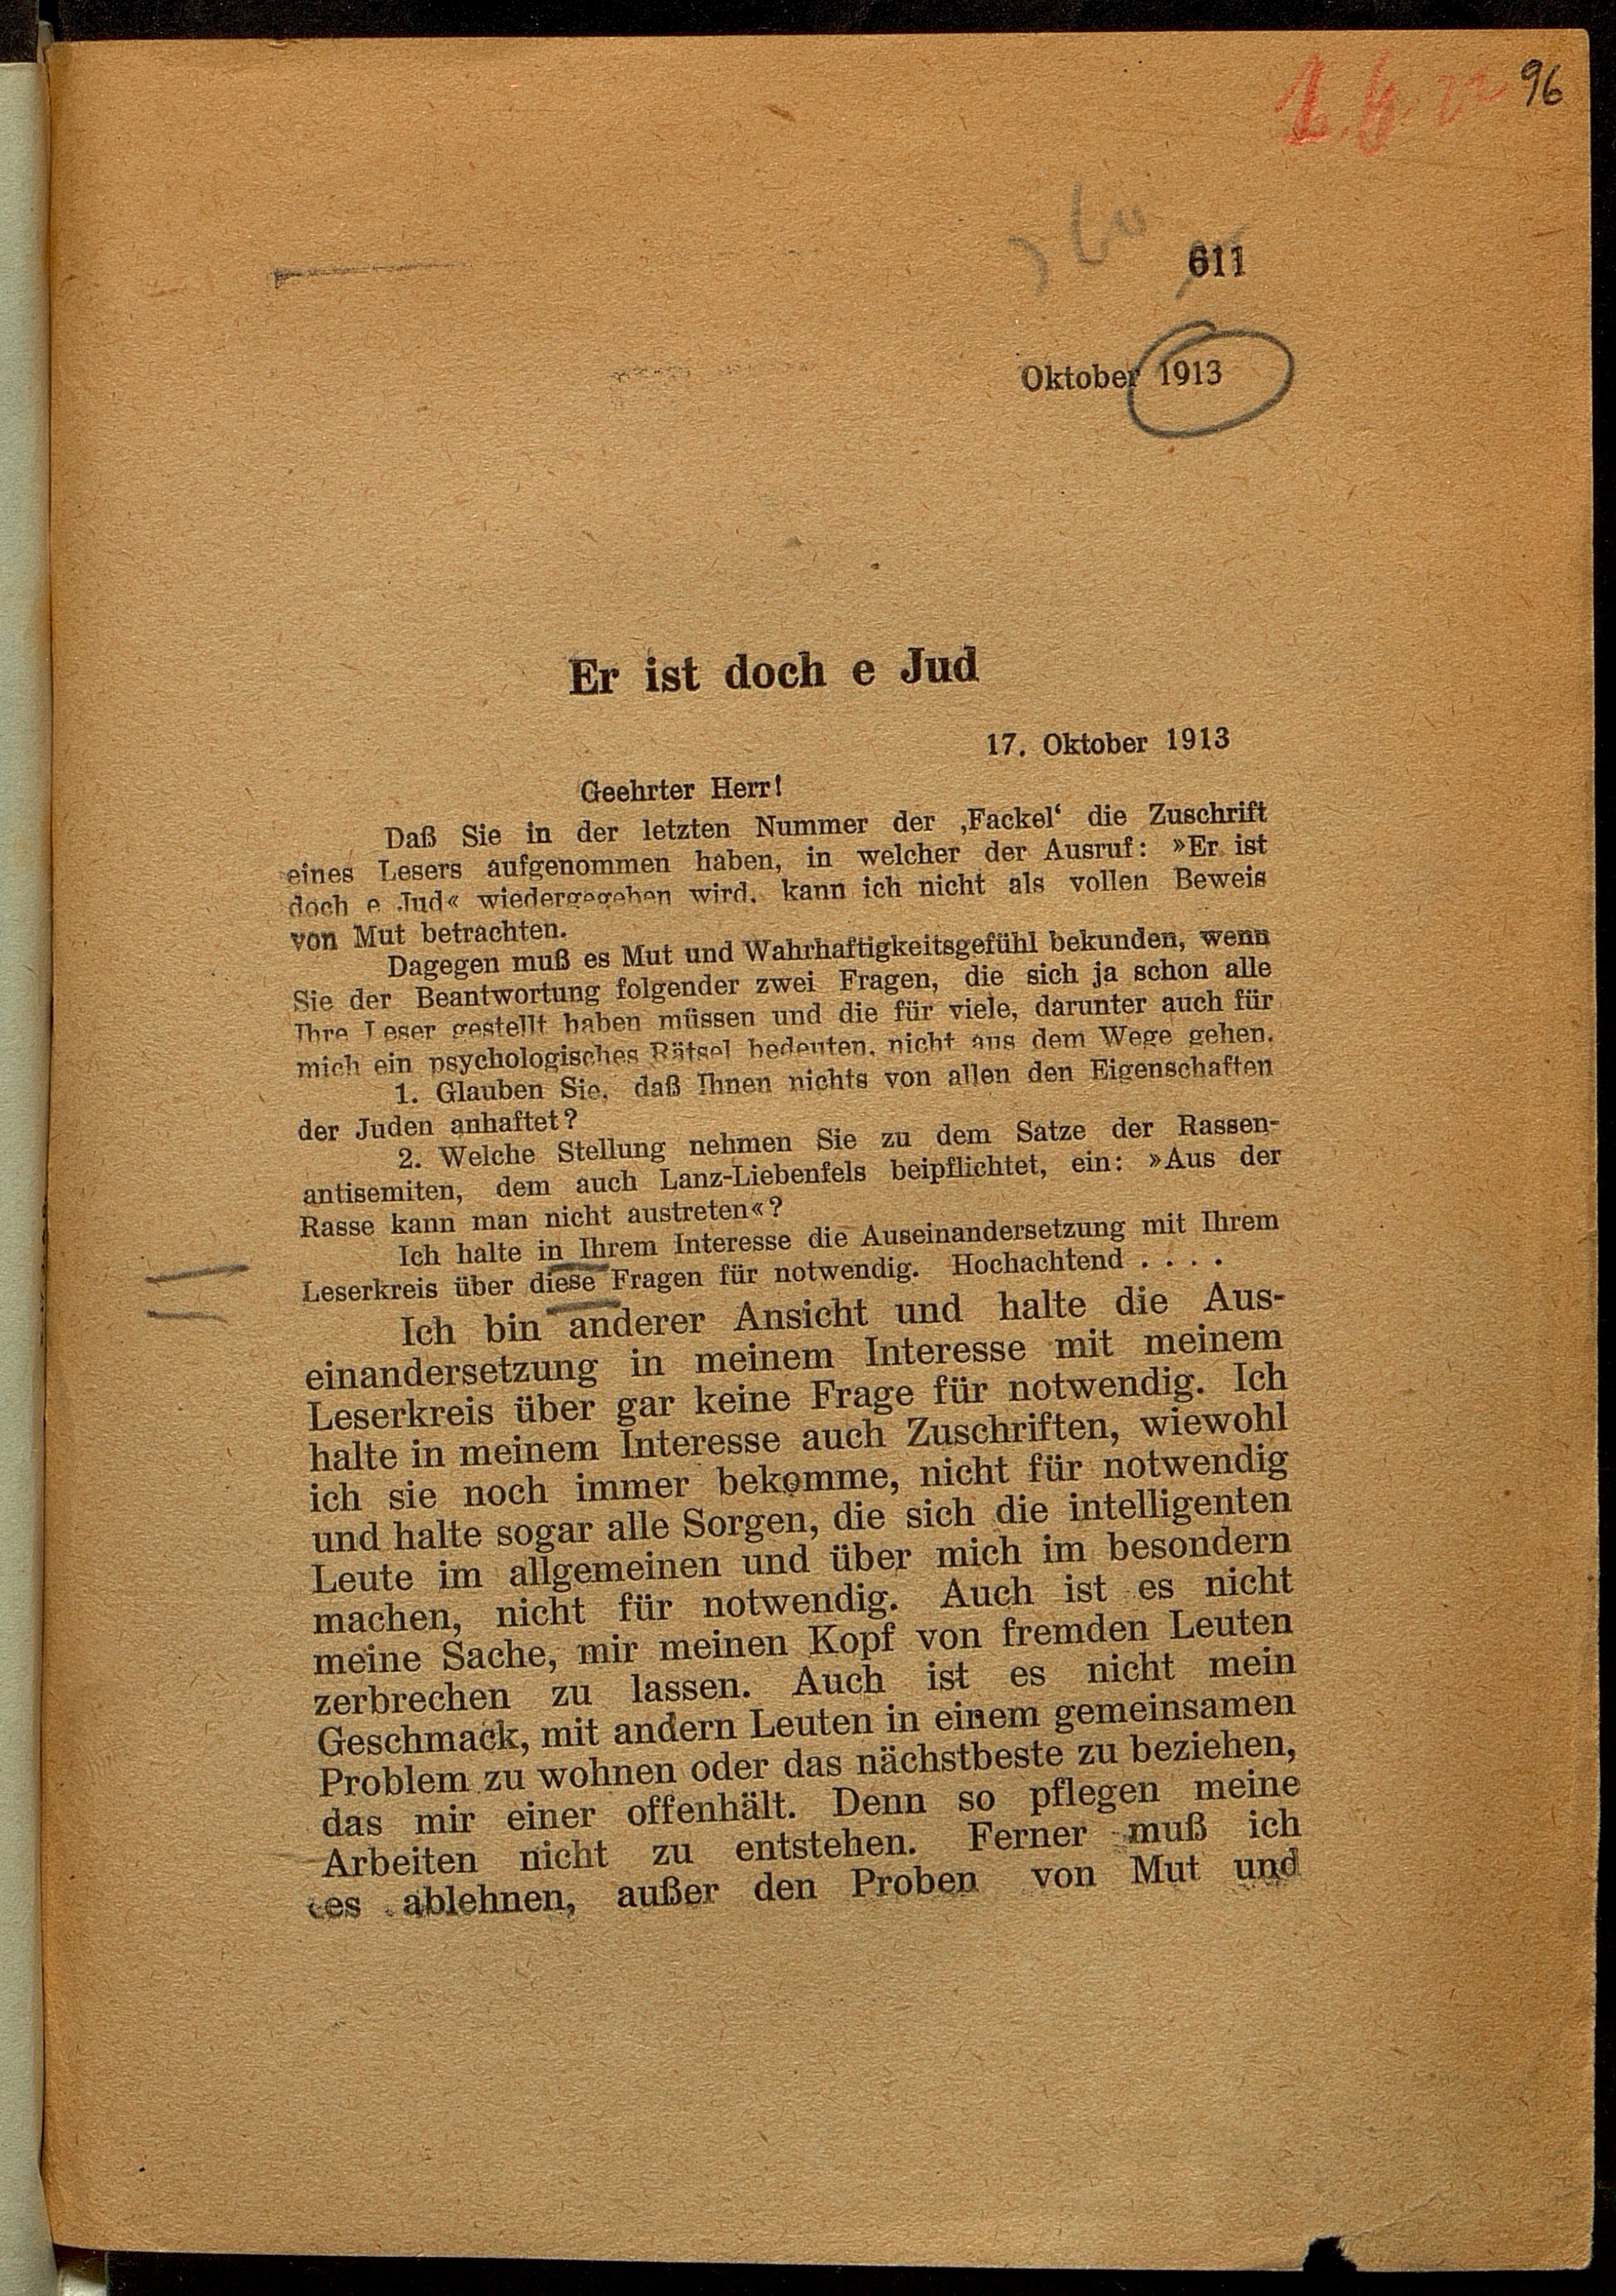 96
611
Oktober 1913
Er ist doch e Jud
17. Oktober 1913
Geehrter Herr!
Daß Sie in der letzten Nummer der ‚Fackel‘ die Zuschrift
eines Lesers aufgenommen haben, in welcher der Ausruf: »Er ist
doch e Jud« wiedergegeben wird, kann ich nicht als vollen Beweis
von Mut betrachten.
Dagegen muß es Mut und Wahrhaftigkeitsgefühl bekunden, wenn
Sie der Beantwortung folgender zwei Fragen, die sich ja schon alle
Ihre Leser gestellt haben müssen und die für viele, darunter auch für
mich ein psychologisches Rätsel bedeuten, nicht aus dem Wege gehen.
1. Glauben Sie, daß Ihnen nichts von allen den Eigenschaften
der Juden anhaftet?
2. Welche Stellung nehmen Sie zu dem Satze der Rassen-
antisemiten, dem auch Lanz-Liebenfels beipflichtet, ein: »Aus der
Rasse kann man nicht austreten«?
Ich halte in Ihrem Interesse die Auseinandersetzung mit Ihrem
Leserkreis über diese Fragen für notwendig. Hochachtend . . . .
Ich bin anderer Ansicht und halte die Aus-
einandersetzung in meinem Interesse mit meinem
Leserkreis über gar keine Frage für notwendig. Ich
halte in meinem Interesse auch Zuschriften, wiewohl
ich sie noch immer bekomme, nicht für notwendig
und halte sogar alle Sorgen, die sich die intelligenten
Leute im allgemeinen und über mich im besondern
machen, nicht für notwendig. Auch ist es nicht
meine Sache, mir meinen Kopf von fremden Leuten
zerbrechen zu lassen. Auch ist es nicht mein
Geschmack, mit andern Leuten in einem gemeinsamen
Problem zu wohnen oder das nächstbeste zu beziehen,
das mir einer offenhält. Denn so pflegen meine
Arbeiten nicht zu entstehen. Ferner muß ich
es ablehnen, außer den Proben von Mut und